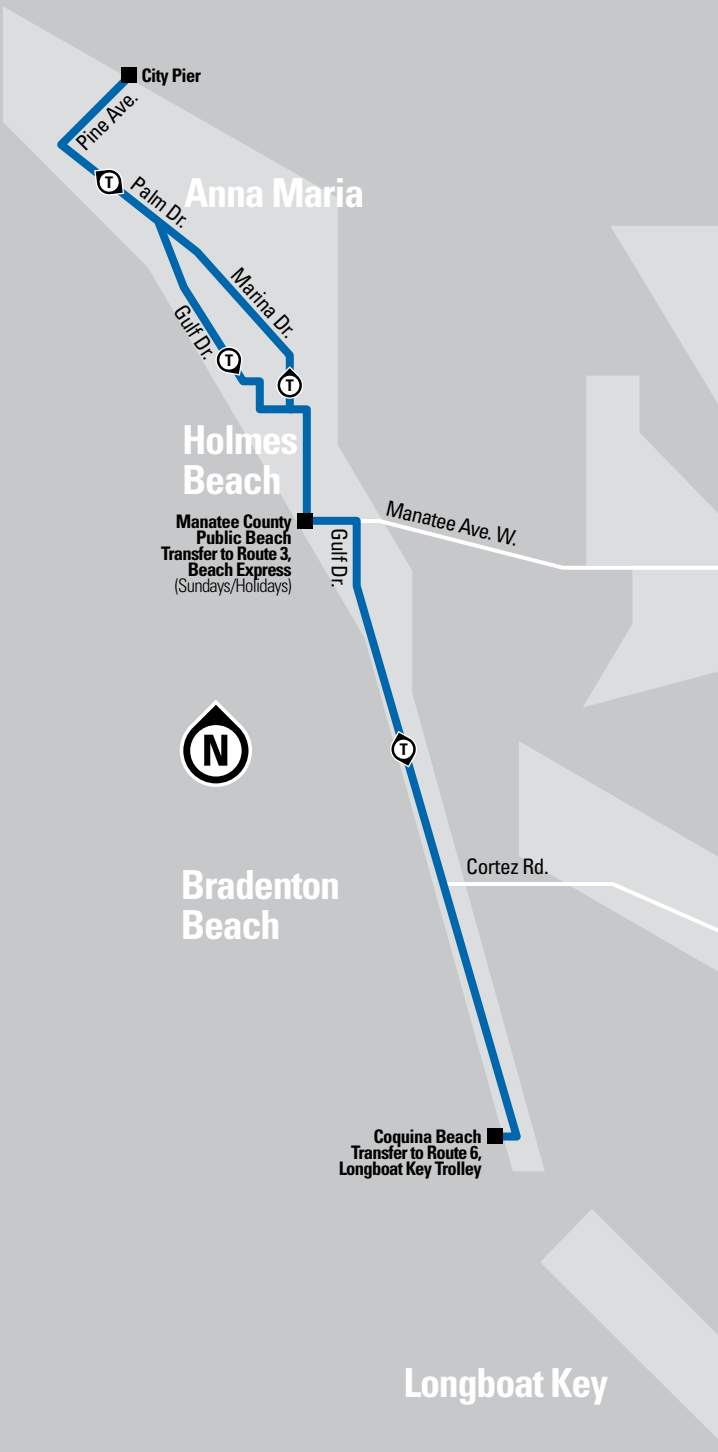 City Pier
Pine Ave.
T
Palm Dr.
Anna Maria
Marina Dr.
Gulf Dr.
T
T
Holmes
Beach
Manatee County
Public Beach
Transfer to Route 3,
Beach Express
(Sundays/Holidays)
Gulf Dr.
Manatee Ave. W.
N
T
Bradenton
Beach
Cortez Rd.
Coquina Beach
Transfer to Route 6,
Longboat Key Trolley
Longboat Key